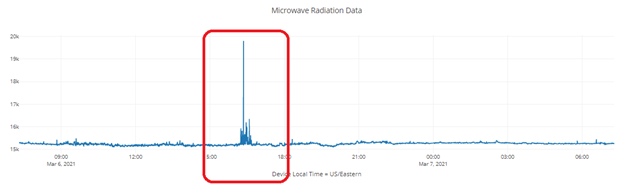 Microwave Radiation Data
20k
19k
18k
17k
16k
15k
09:00 12:00 15:00 18:00 21:00 00:00 03:00 06:00
Mar 6, 2021 Mar 7, 2021
Device Local Time = US/Eastern